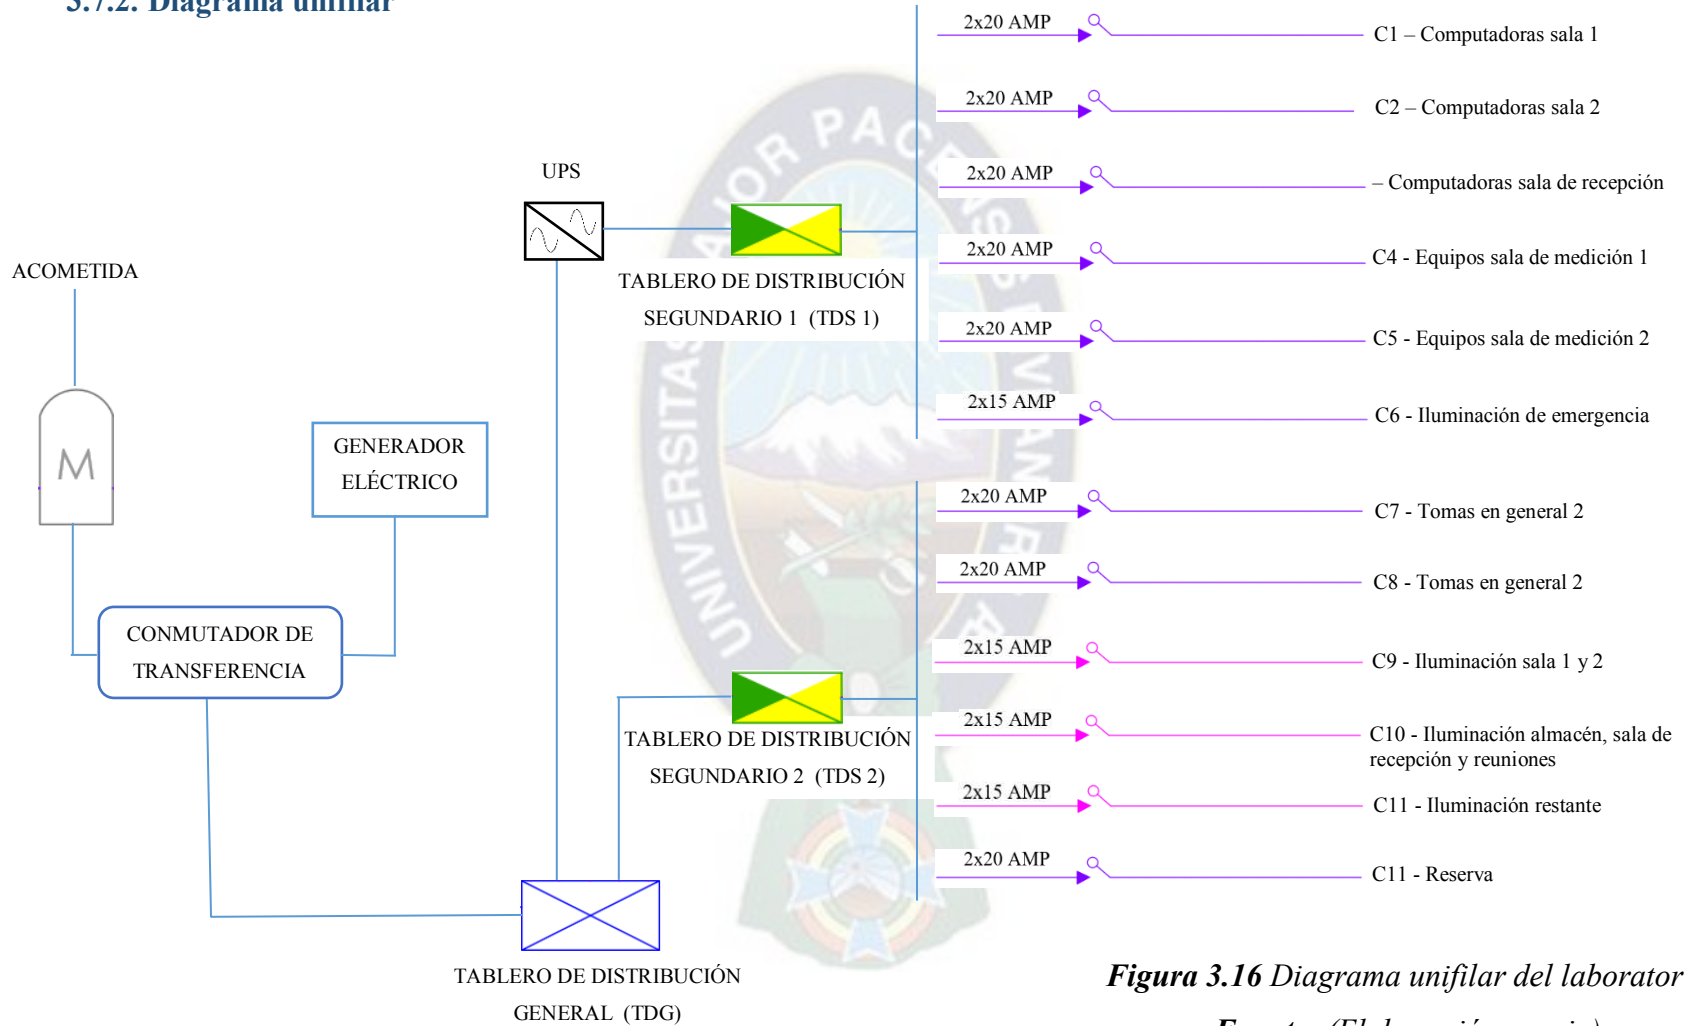 3.7.2. Diagrama unifilar
2x20 AMP
C1 – Computadoras sala 1
2x20 AMP
C2 – Computadoras sala 2
2x20 AMP
– Computadoras sala de recepción
2x20 AMP
C4 - Equipos sala de medición 1
2x20 AMP
C5 - Equipos sala de medición 2
2x15 AMP
C6 - Iluminación de emergencia
2x20 AMP
C7 - Tomas en general 2
2x20 AMP
C8 - Tomas en general 2
2x15 AMP
C9 - Iluminación sala 1 y 2
2x15 AMP
C10 - Iluminación almacén, sala de
recepción y reuniones
2x15 AMP
C11 - Iluminación restante
2x20 AMP
C11 - Reserva
UPS
TABLERO DE DISTRIBUCIÓN
SEGUNDARIO 1 (TDS 1)
ACOMETIDA
M
GENERADOR
ELÉCTRICO
CONMUTADOR DE
TRANSFERENCIA
TABLERO DE DISTRIBUCIÓN
SEGUNDARIO 2 (TDS 2)
TABLERO DE DISTRIBUCIÓN
GENERAL (TDG)
UNIVERSITAS MAJOR PACENSIS DIVI ANDRE
Figura 3.16 Diagrama unifilar del laborator